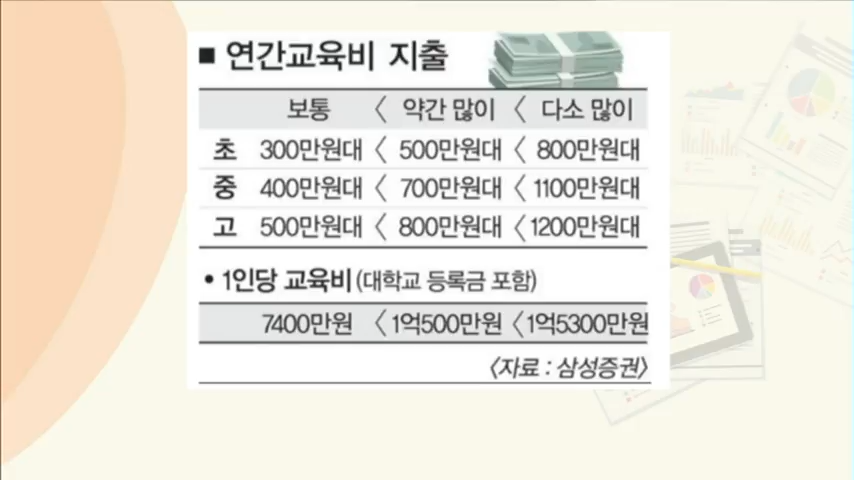 ■ 연간교육비 지출
보통 〈 약간 많이 〈 다소 많이
초 300만원대 〈 500만원대 〈 800만원대
중 400만원대 〈 700만원대 〈 1100만원대
고 500만원대 〈 800만원대 〈 1200만원대
• 1인당 교육비 (대학교 등록금 포함)
7400만원 〈 1억500만원 〈 1억5300만원
〈자료 : 삼성증권〉